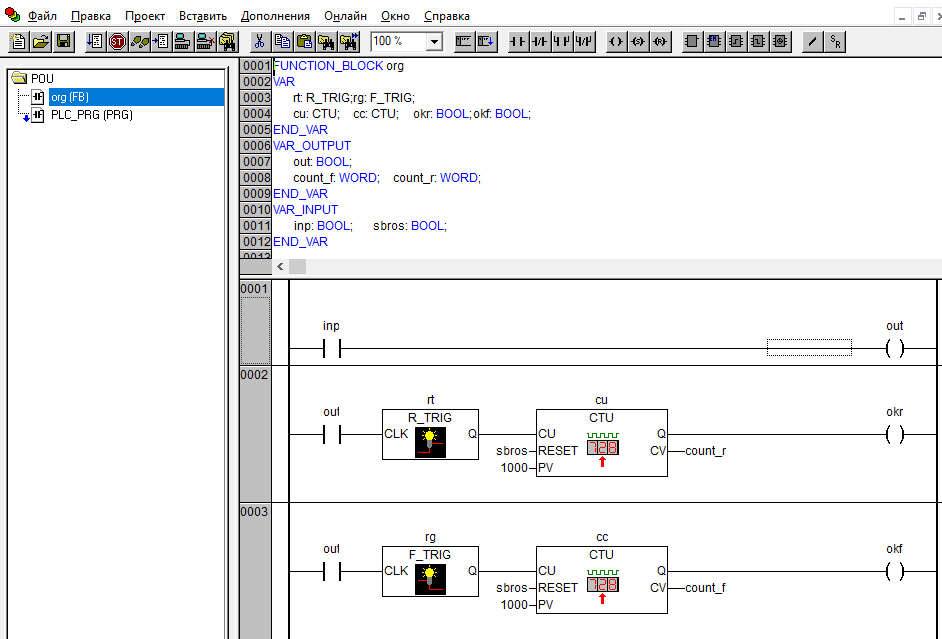 Файл Правка Проект Вставить Дополнения Онлайн Окно Справка
100 %
POU
org (FB)
PLC_PRG (PRG)
0001 FUNCTION_BLOCK org
0002 VAR
0003 rt: R_TRIG;rg: F_TRIG;
0004 cu: CTU; cc: CTU; okr: BOOL;okf: BOOL;
0005 END_VAR
0006 VAR_OUTPUT
0007 out: BOOL;
0008 count_f: WORD; count_r: WORD;
0009 END_VAR
0010 VAR_INPUT
0011 inp: BOOL; sbros: BOOL;
0012 END_VAR
0013
0001
inp out
0002
rt cu
out R_TRIG CTU okr
CLK Q CU Q
sbros RESET CV count_r
1000 PV
0003
rg cc
out F_TRIG CTU okf
CLK Q CU Q
sbros RESET CV count_f
1000 PV